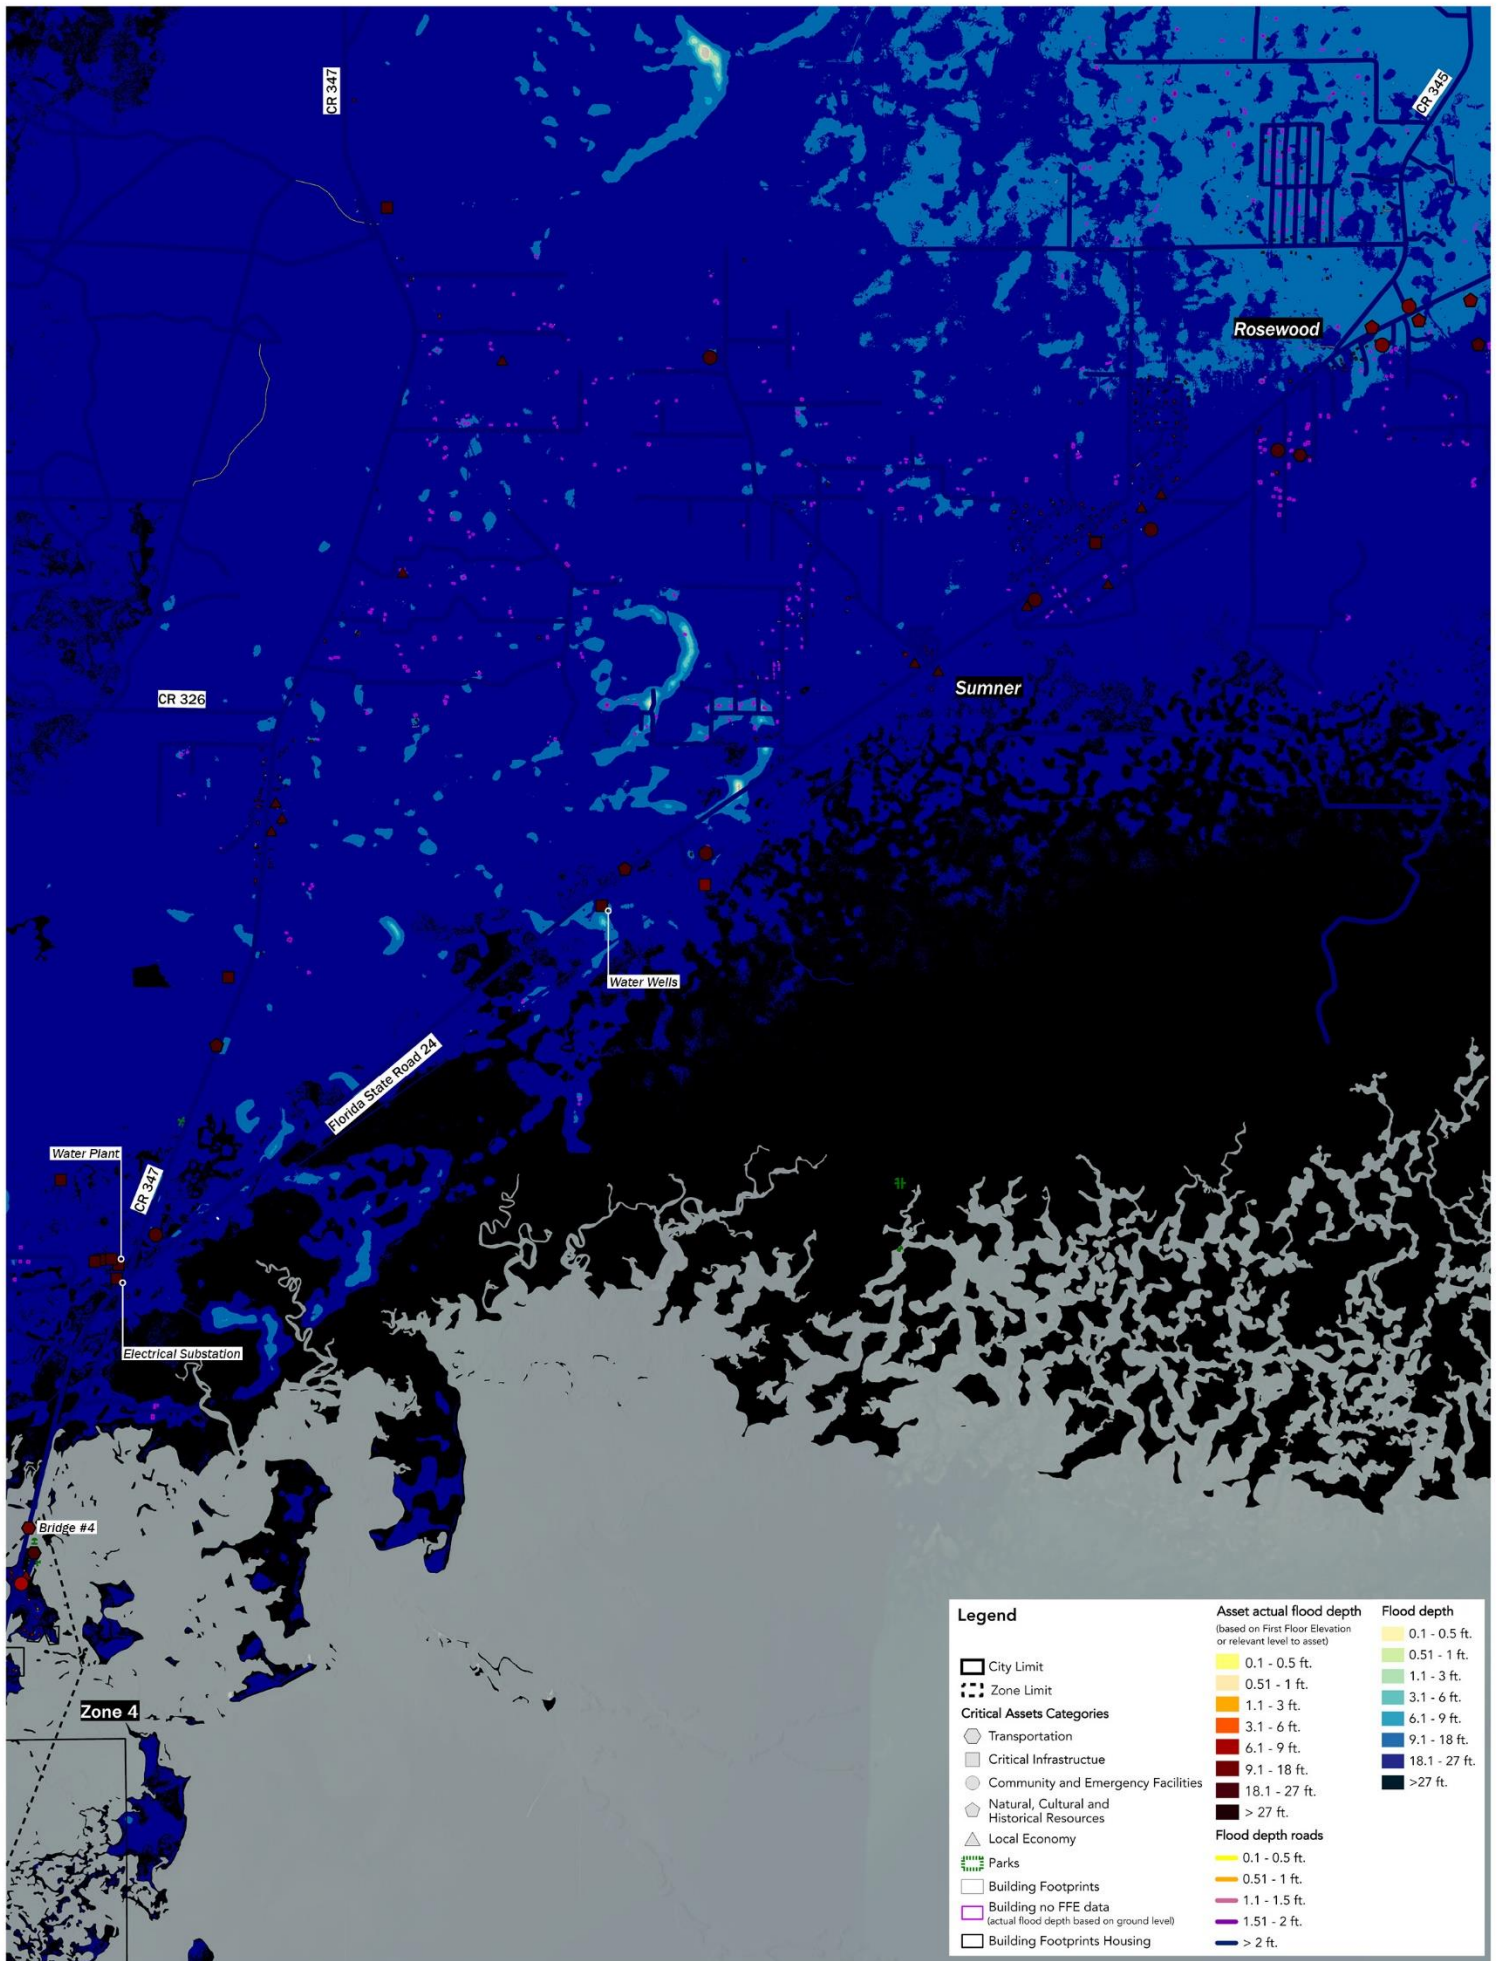 CR 347
CR 345
Rosewood
Sumner
CR 326
Water Wells
Florida State Road 24
Water Plant
CR 347
Electrical Substation
Bridge #4
Zone 4
Legend
City Limit
Zone Limit
Critical Assets Categories
Transportation
Critical Infrastructue
Community and Emergency Facilities
Natural, Cultural and
Historical Resources
Local Economy
Parks
Building Footprints
Building no FFE data
(actual flood depth based on ground level)
Building Footprints Housing
Asset actual flood depth
(based on First Floor Elevation
or relevant level to asset)
0.1 - 0.5 ft.
0.51 - 1 ft.
1.1 - 3 ft.
3.1 - 6 ft.
6.1 - 9 ft.
9.1 - 18 ft.
18.1 - 27 ft.
> 27 ft.
Flood depth roads
0.1 - 0.5 ft.
0.51 - 1 ft.
1.1 - 1.5 ft.
1.51 - 2 ft.
> 2 ft.
Flood depth
0.1 - 0.5 ft.
0.51 - 1 ft.
1.1 - 3 ft.
3.1 - 6 ft.
6.1 - 9 ft.
9.1 - 18 ft.
18.1 - 27 ft.
>27 ft.